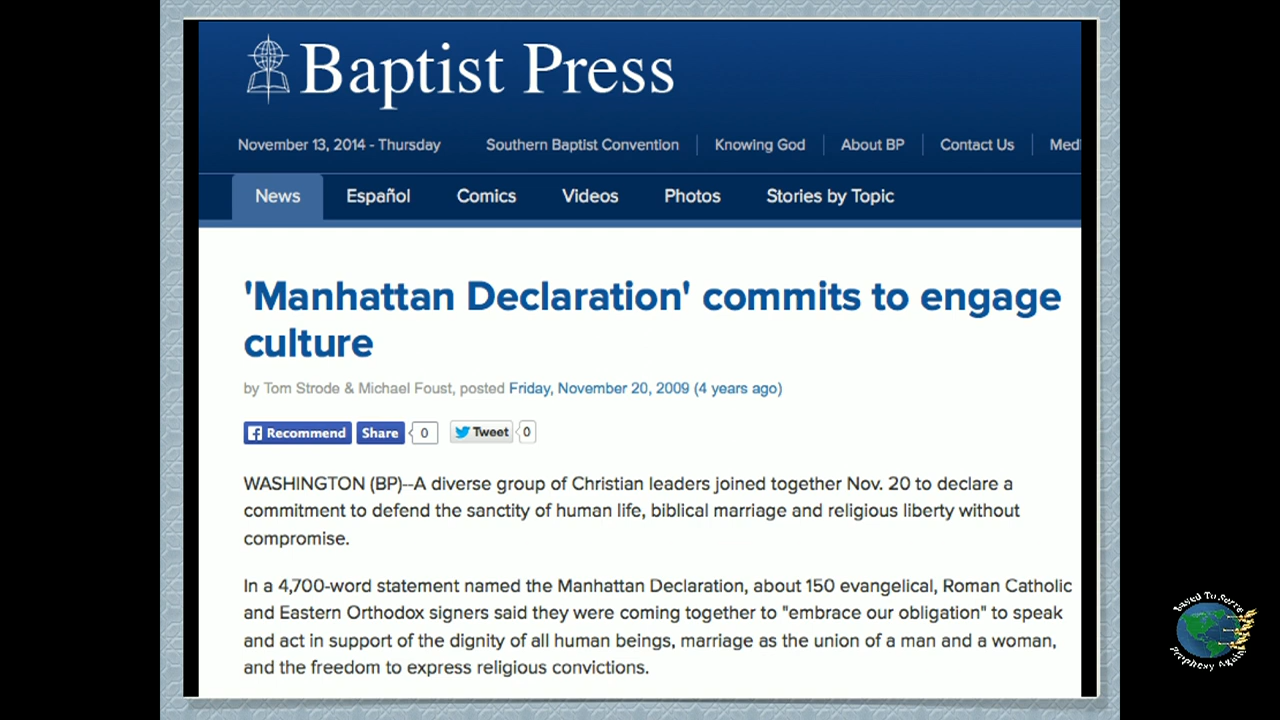 Baptist Press
November 13, 2014 - Thursday Southern Baptist Convention Knowing God About BP Contact Us
News Español Comics Videos Photos Stories by Topic
'Manhattan Declaration' commits to engage
culture
by Tom Strode & Michael Foust, posted Friday, November 20, 2009 (4 years ago)
Recommend Share 0 Tweet 0
WASHINGTON (BP)--A diverse group of Christian leaders joined together Nov. 20 to declare a
commitment to defend the sanctity of human life, biblical marriage and religious liberty without
compromise.
In a 4,700-word statement named the Manhattan Declaration, about 150 evangelical, Roman Catholic
and Eastern Orthodox signers said they were coming together to "embrace our obligation" to speak
and act in support of the dignity of all human beings, marriage as the union of a man and a woman,
and the freedom to express religious convictions.
To Serve
Prophecy Again